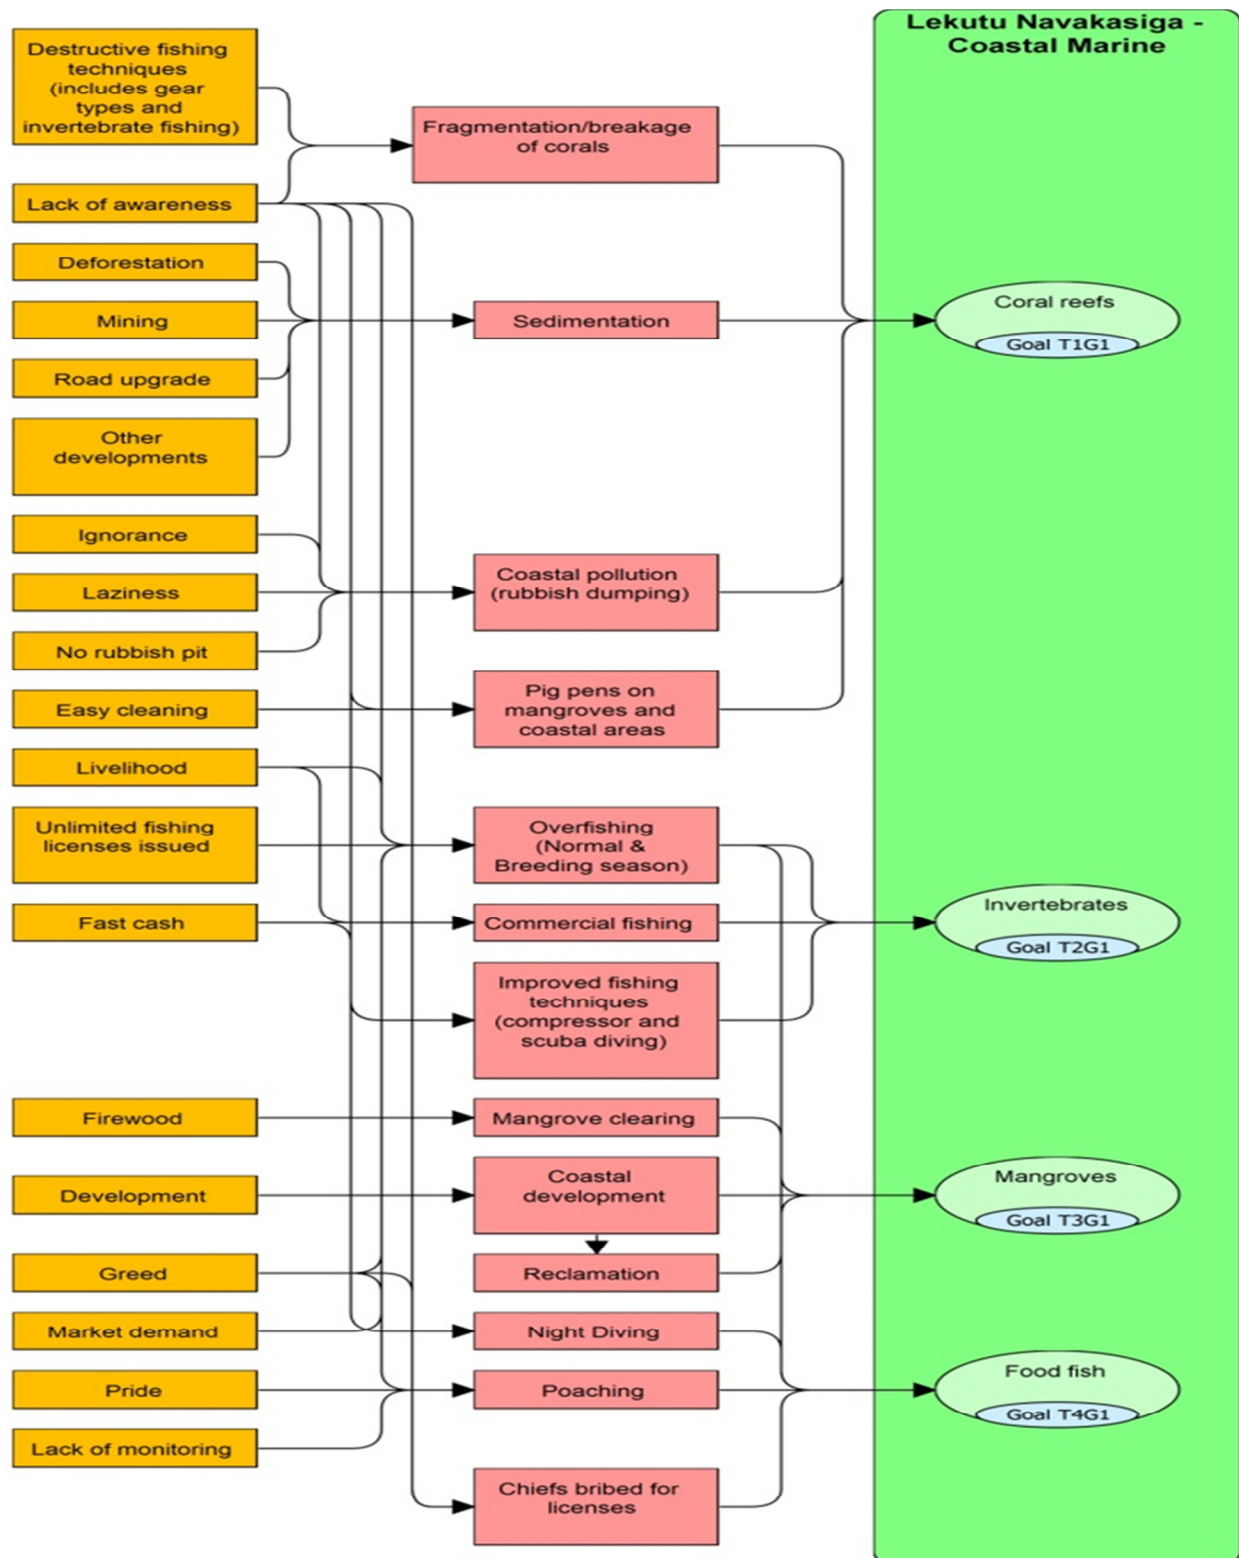 Lekutu Navakasiga -
Coastal Marine
Destructive fishing
techniques
(includes gear
types and
invertebrate fishing)
Lack of awareness
Deforestation
Mining
Road upgrade
Other
developments
Ignorance
Laziness
No rubbish pit
Easy cleaning
Livelihood
Unlimited fishing
licenses issued
Fast cash
Firewood
Development
Greed
Market demand
Pride
Lack of monitoring
Fragmentation/breakage
of corals
Sedimentation
Coastal pollution
(rubbish dumping)
Pig pens on
mangroves and
coastal areas
Overfishing
(Normal &
Breeding season)
Commercial fishing
Improved fishing
techniques
(compressor and
scuba diving)
Mangrove clearing
Coastal
development
Reclamation
Night Diving
Poaching
Chiefs bribed for
licenses
Coral reefs
Goal T1G1
Invertebrates
Goal T2G1
Mangroves
Goal T3G1
Food fish
Goal T4G1